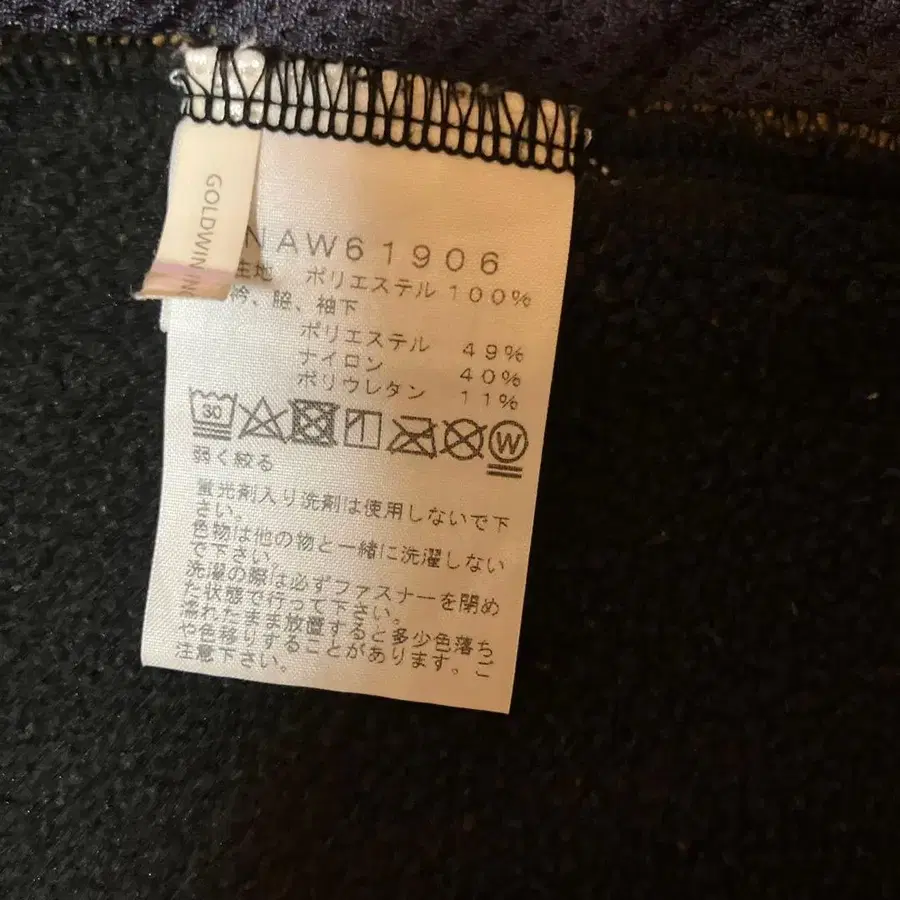 GOLDWIN IN
NAW61906
生地 ポリエステル 100%
衿、脇、袖下
ポリエステル 49%
ナイロン 40%
ポリウレタン 11%
30
W
弱く絞る
蛍光剤入り洗剤は使用しないで下
さい。
色物は他の物と一緒に洗濯しない
で下さい。
洗濯の際は必ずファスナーを閉め
た状態で行って下さい。
濡れたまま放置すると多少色落ち
や色移りすることがあります。ご
注意下さい。